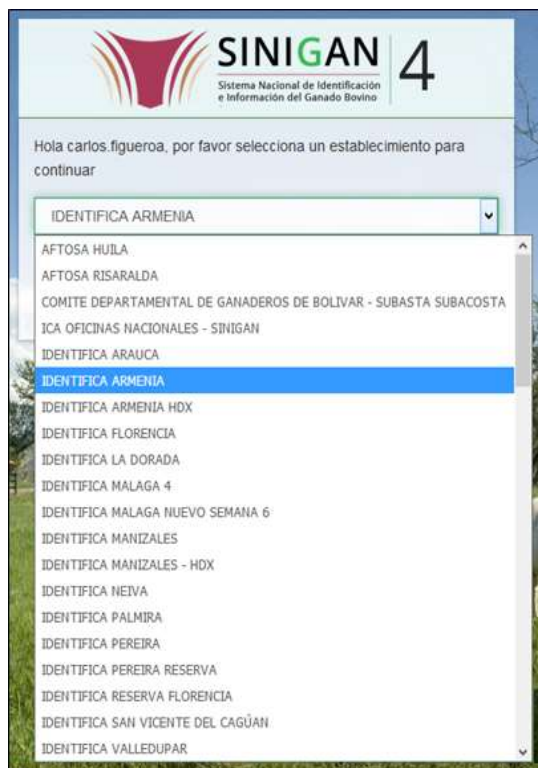 SINIGAN 4
Sistema Nacional de Identificación
e Información del Ganado Bovino
Hola carlos.figueroa, por favor selecciona un establecimiento para
continuar
IDENTIFICA ARMENIA
AFTOSA HUILA
AFTOSA RISARALDA
COMITE DEPARTAMENTAL DE GANADEROS DE BOLIVAR - SUBASTA SUBACOSTA
ICA OFICINAS NACIONALES - SINIGAN
IDENTIFICA ARAUCA
IDENTIFICA ARMENIA
IDENTIFICA ARMENIA HDX
IDENTIFICA FLORENCIA
IDENTIFICA LA DORADA
IDENTIFICA MALAGA 4
IDENTIFICA MALAGA NUEVO SEMANA 6
IDENTIFICA MANIZALES
IDENTIFICA MANIZALES - HDX
IDENTIFICA NEIVA
IDENTIFICA PALMIRA
IDENTIFICA PEREIRA
IDENTIFICA PEREIRA RESERVA
IDENTIFICA RESERVA FLORENCIA
IDENTIFICA SAN VICENTE DEL CAGÚAN
IDENTIFICA VALLEDUPAR